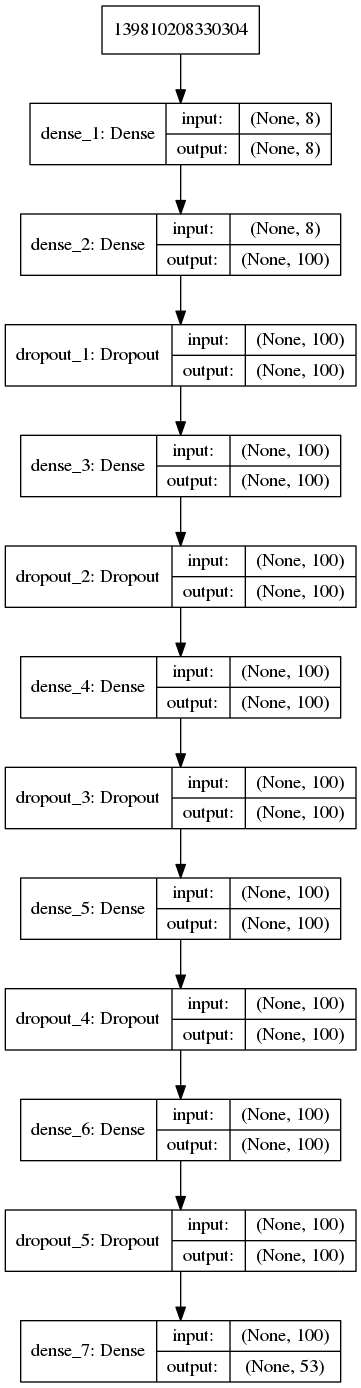 139810208330304
dense_1: Dense
input: (None, 8)
output: (None, 8)
dense_2: Dense
input: (None, 8)
output: (None, 100)
dropout_1: Dropout
input: (None, 100)
output: (None, 100)
dense_3: Dense
input: (None, 100)
output: (None, 100)
dropout_2: Dropout
input: (None, 100)
output: (None, 100)
dense_4: Dense
input: (None, 100)
output: (None, 100)
dropout_3: Dropout
input: (None, 100)
output: (None, 100)
dense_5: Dense
input: (None, 100)
output: (None, 100)
dropout_4: Dropout
input: (None, 100)
output: (None, 100)
dense_6: Dense
input: (None, 100)
output: (None, 100)
dropout_5: Dropout
input: (None, 100)
output: (None, 100)
dense_7: Dense
input: (None, 100)
output: (None, 53)